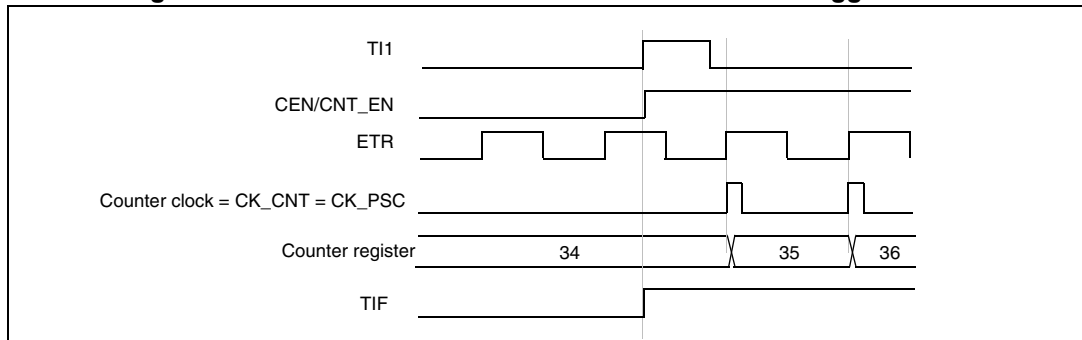 TI1
CEN/CNT_EN
ETR
Counter clock = CK_CNT = CK_PSC
Counter register
34
35
36
TIF